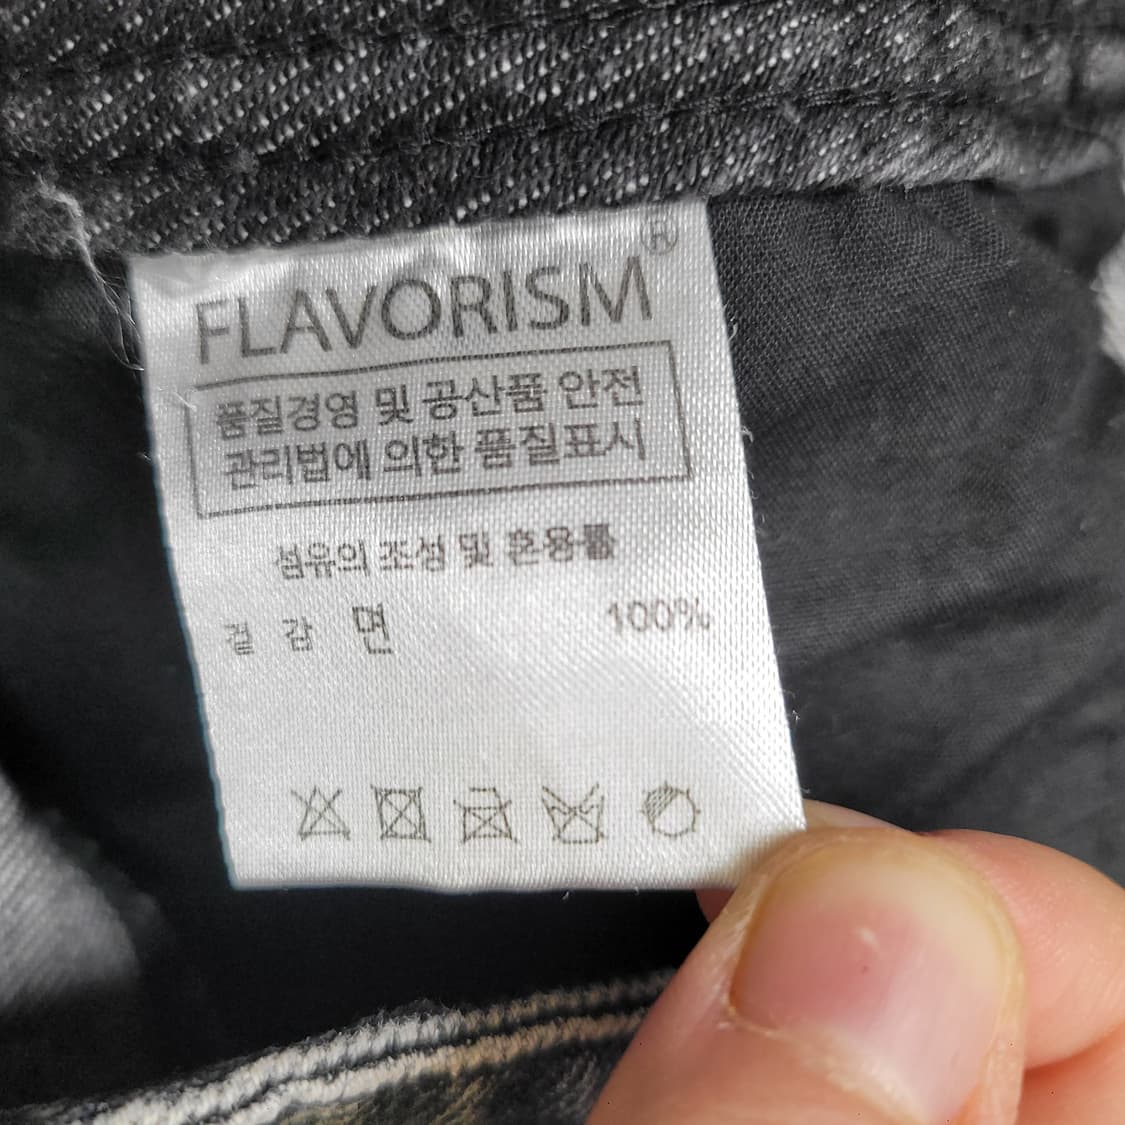 FLAVORISM®
품질경영 및 공산품 안전
관리법에 의한 품질표시
섬유의 조성 및 혼용률
겉 감 면 100%